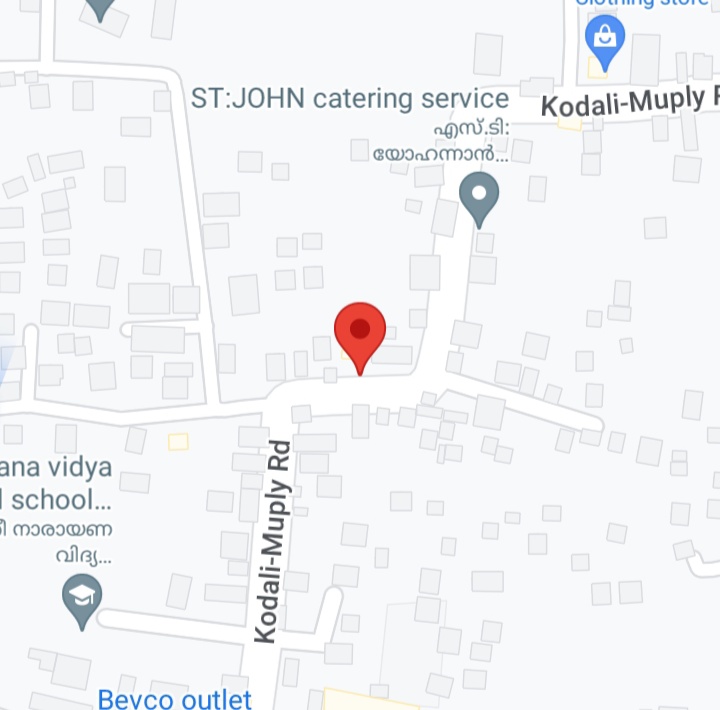 Clothing store
ST:JOHN catering service
എസ്.ടി:
യോഹന്നാൻ...
Kodali-Muply R
ana vidya
l school...
നാരായണ
വിദ്യ...
Kodali-Muply Rd
Bevco outlet